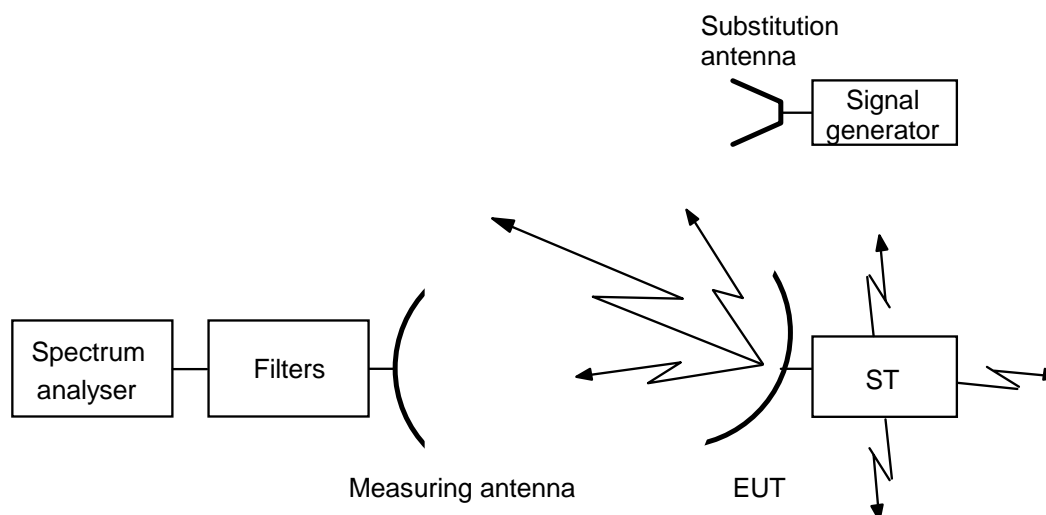 Substitution
antenna
Signal
generator
Spectrum
analyser
Filters
ST
Measuring antenna
EUT